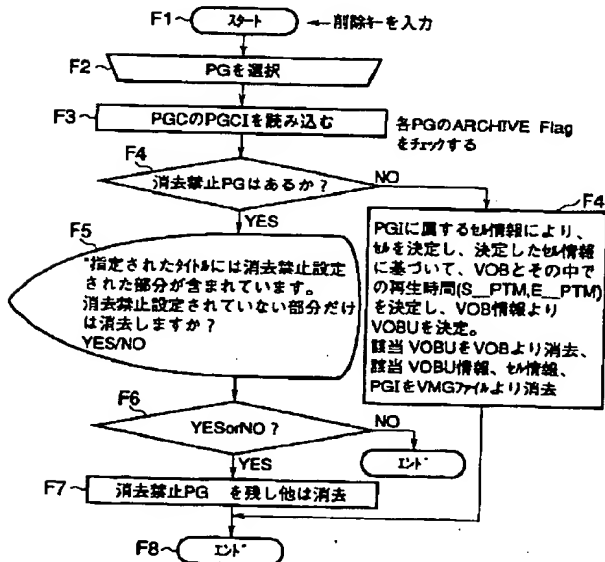 F1
スタート
←削除キーを入力
F2
PGを選択
F3
PGCのPGCIを読み込む
各PGのARCHIVE Flag
をチェックする
F4
消去禁止PGはあるか？
NO
YES
F5
"指定されたタイトルには消去禁止設定
された部分が含まれています。
消去禁止設定されていない部分だけ
は消去しますか？
YES/NO
F4
PGIに属するセル情報により、
セルを決定し、決定したセル情報
に基づいて、VOBとその中で
の再生時間(S__PTM,E__PTM)
を決定し、VOB情報より
VOBUを決定。
該当VOBUをVOBより消去、
該当VOBU情報、セル情報、
PGIをVMGファイルより消去
F6
YESorNO？
NO
エンド
YES
F7
消去禁止PG を残し他は消去
F8
エンド